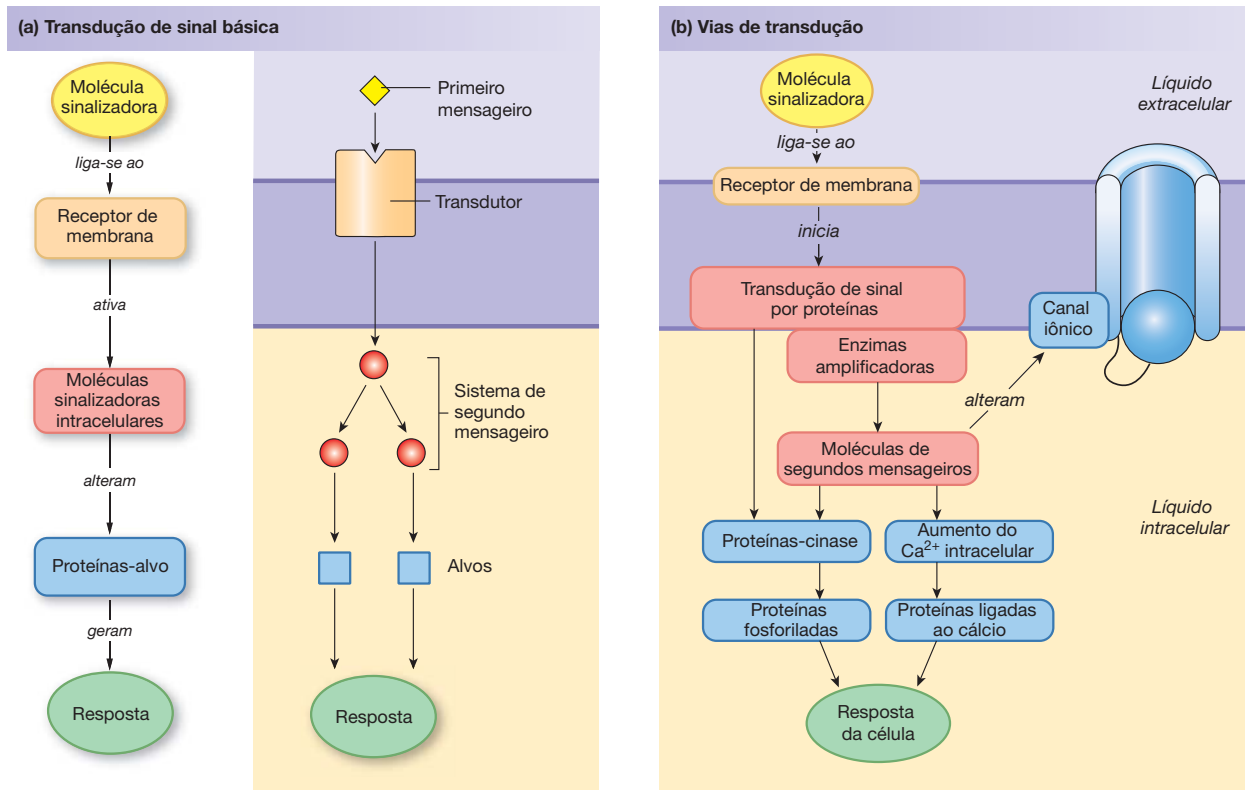 (a) Transdução de sinal básica
Molécula
sinalizadora
liga-se ao
Receptor de
membrana
ativa
Moléculas
sinalizadoras
intracelulares
alteram
Proteínas-alvo
geram
Resposta
Primeiro
mensageiro
Transdutor
Sistema de
segundo
mensageiro
Alvos
Resposta
(b) Vias de transdução
Molécula
sinalizadora
Líquido
extracelular
liga-se ao
Receptor de membrana
inicia
Transdução de sinal
por proteínas
Canal
iônico
Enzimas
amplificadoras
alteram
Moléculas de
segundos mensageiros
Líquido
intracelular
Proteínas-cinase
Aumento do
Ca2+ intracelular
Proteínas
fosforiladas
Proteínas ligadas
ao cálcio
Resposta
da célula